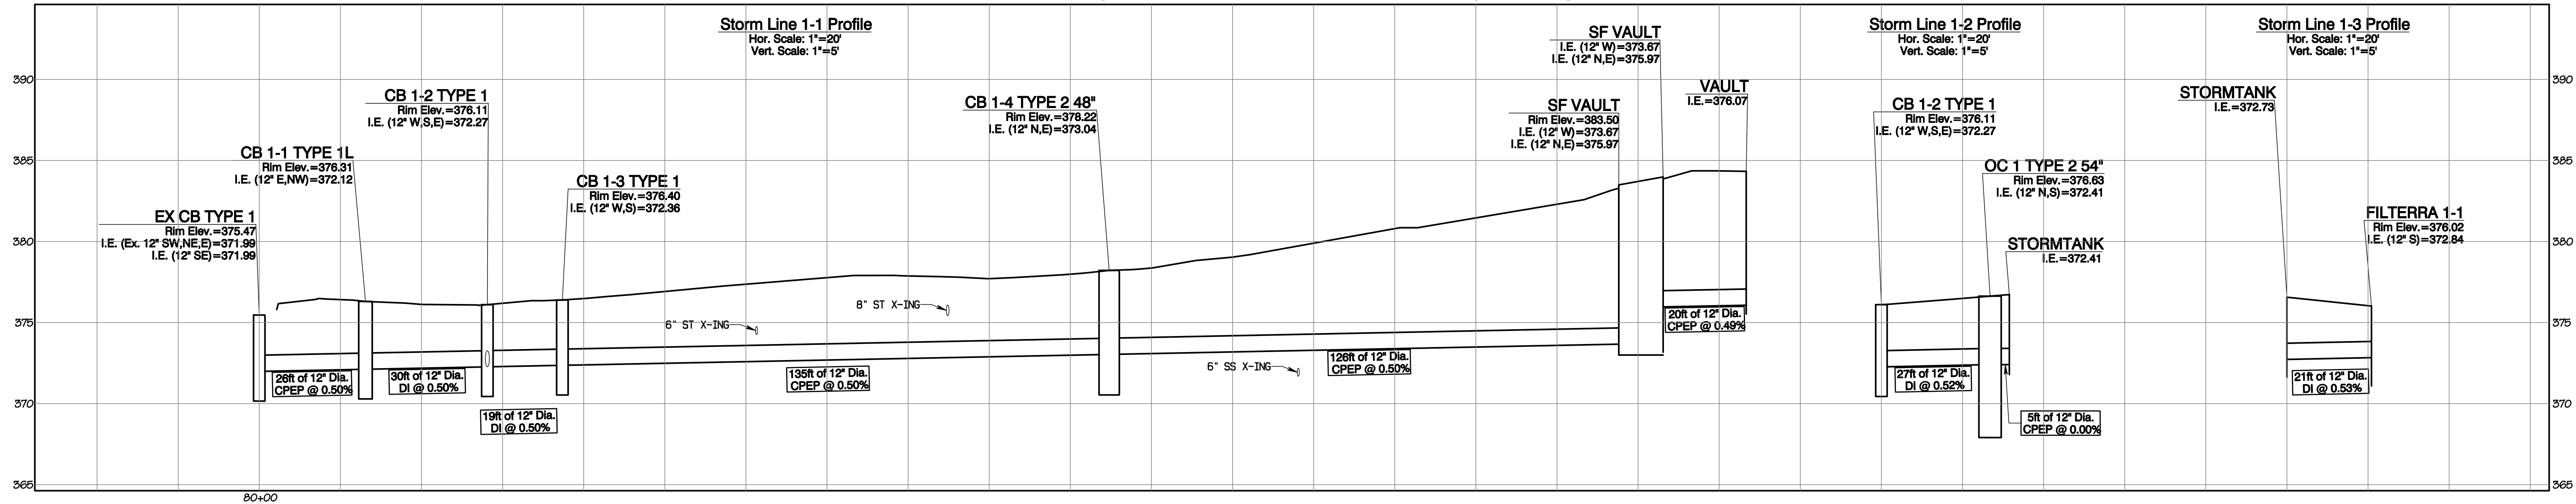 Storm Line 1-1 Profile
Hor. Scale: 1"=20'
Vert. Scale: 1"=5'
Storm Line 1-2 Profile
Hor. Scale: 1"=20'
Vert. Scale: 1"=5'
Storm Line 1-3 Profile
Hor. Scale: 1"=20'
Vert. Scale: 1"=5'
390
385
380
375
370
365
EX CB TYPE 1
Rim Elev.=375.47
I.E. (Ex. 12" SW,NE,E)=371.99
I.E. (12" SE)=371.99
CB 1-1 TYPE 1L
Rim Elev.=376.31
I.E. (12" E,NW)=372.12
CB 1-2 TYPE 1
Rim Elev.=376.11
I.E. (12" W,S,E)=372.27
CB 1-3 TYPE 1
Rim Elev.=376.40
I.E. (12" W,S)=372.36
CB 1-4 TYPE 2 48"
Rim Elev.=378.22
I.E. (12" N,E)=373.04
SF VAULT
I.E. (12" W)=373.67
I.E. (12" N,E)=375.97
SF VAULT
Rim Elev.=383.50
I.E. (12" W)=373.67
I.E. (12" N,E)=375.97
VAULT
I.E.=376.07
6" ST X-ING
8" ST X-ING
6" SS X-ING
26ft of 12" Dia.
CPEP @ 0.50%
30ft of 12" Dia.
DI @ 0.50%
19ft of 12" Dia.
DI @ 0.50%
135ft of 12" Dia.
CPEP @ 0.50%
126ft of 12" Dia.
CPEP @ 0.50%
20ft of 12" Dia.
CPEP @ 0.49%
CB 1-2 TYPE 1
Rim Elev.=376.11
I.E. (12" W,S,E)=372.27
OC 1 TYPE 2 54"
Rim Elev.=376.63
I.E. (12" N,S)=372.41
STORMTANK
I.E.=372.41
27ft of 12" Dia.
DI @ 0.52%
5ft of 12" Dia.
CPEP @ 0.00%
STORMTANK
I.E.=372.73
FILTERRA 1-1
Rim Elev.=376.02
I.E. (12" S)=372.84
21ft of 12" Dia.
DI @ 0.53%
390
385
380
375
370
365
80+00